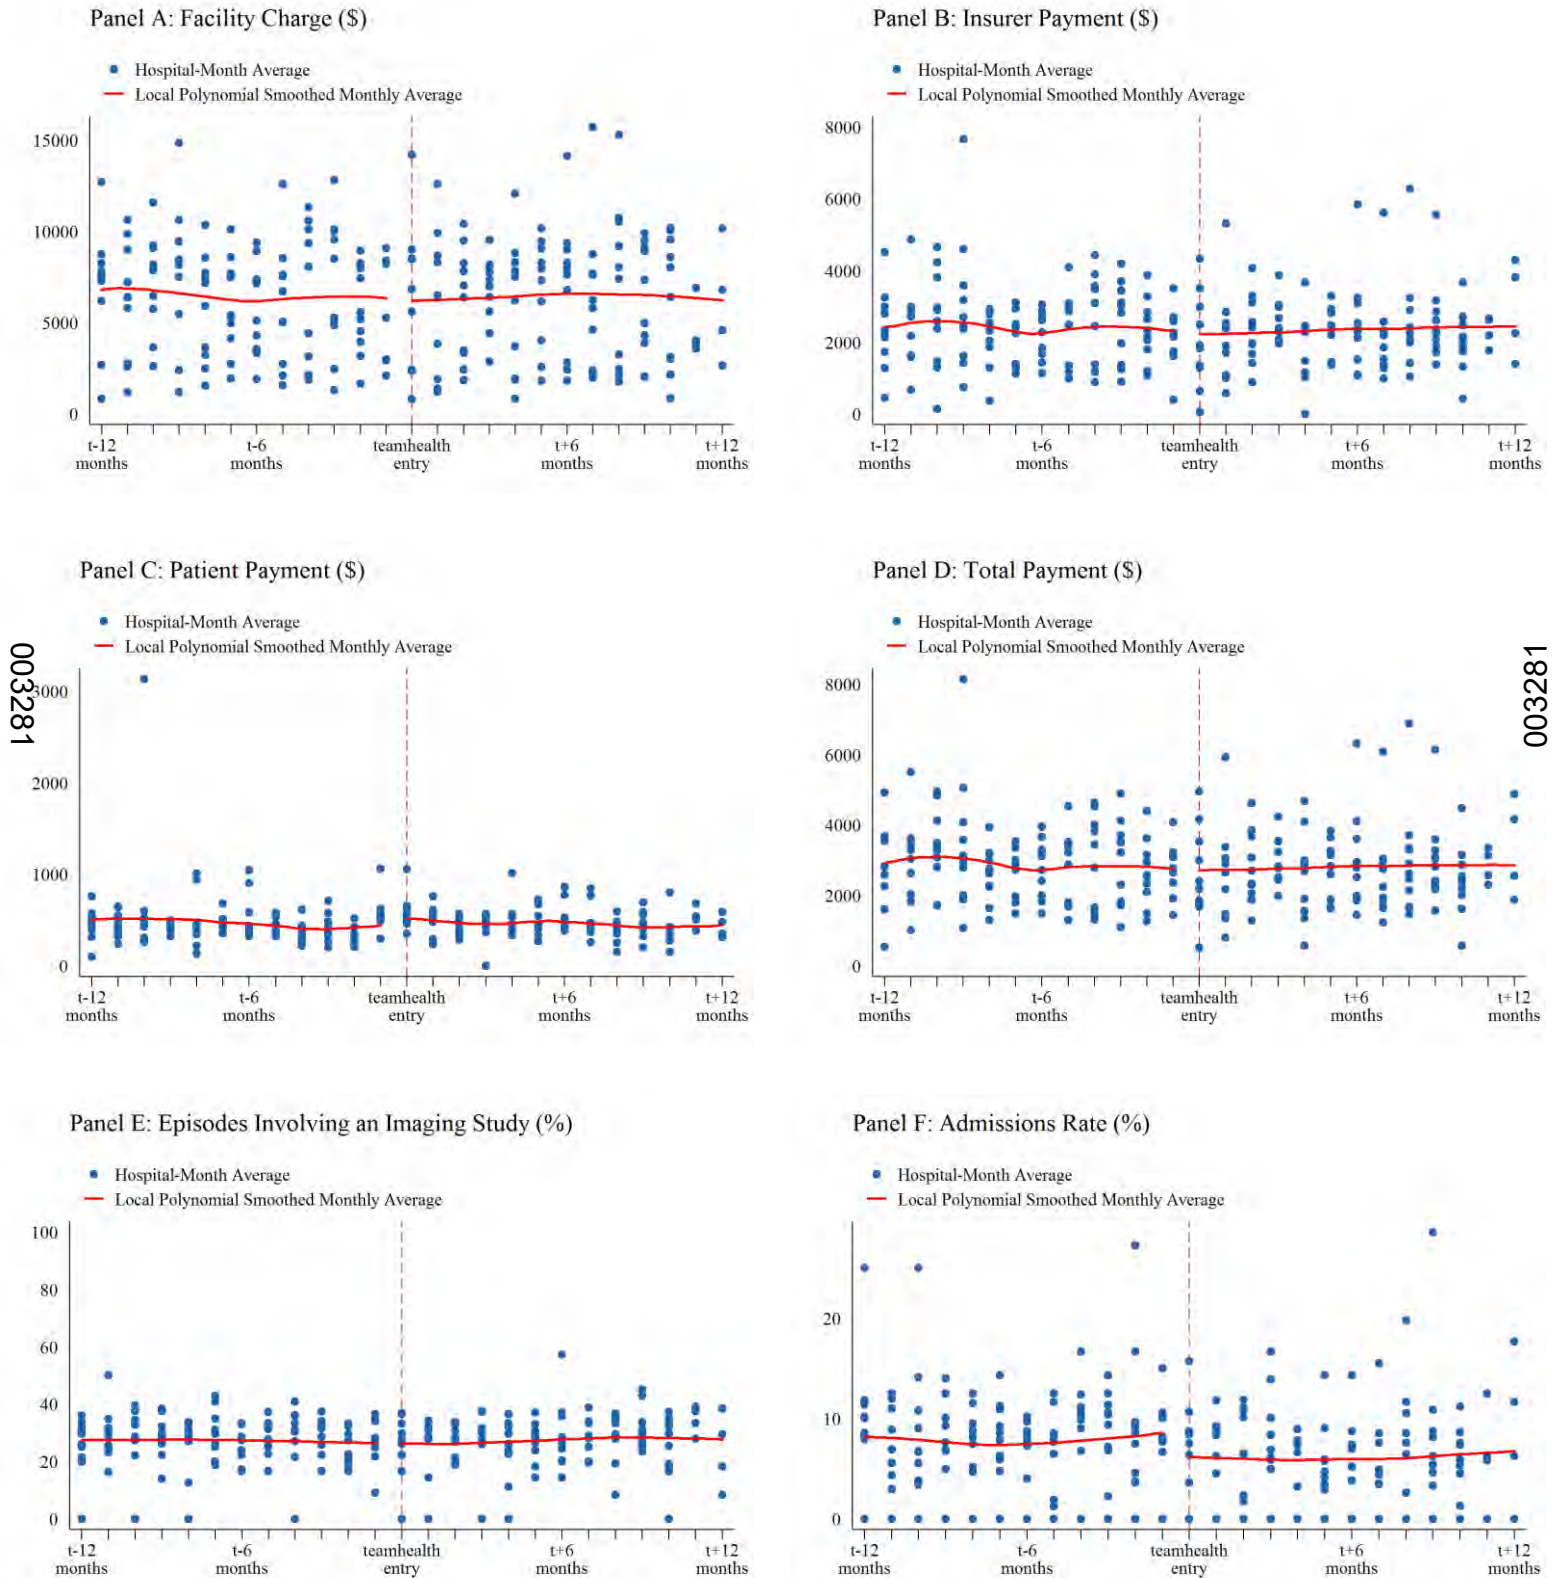 Panel A: Facility Charge ($)
Hospital-Month Average
Local Polynomial Smoothed Monthly Average
15000
10000
5000
0
t-12 months
t-6 months
teamhealth entry
t+6 months
t+12 months
Panel B: Insurer Payment ($)
Hospital-Month Average
Local Polynomial Smoothed Monthly Average
8000
6000
4000
2000
0
t-12 months
t-6 months
teamhealth entry
t+6 months
t+12 months
003281
Panel C: Patient Payment ($)
Hospital-Month Average
Local Polynomial Smoothed Monthly Average
3000
2000
1000
0
t-12 months
t-6 months
teamhealth entry
t+6 months
t+12 months
Panel D: Total Payment ($)
Hospital-Month Average
Local Polynomial Smoothed Monthly Average
8000
6000
4000
2000
0
t-12 months
t-6 months
teamhealth entry
t+6 months
t+12 months
003281
Panel E: Episodes Involving an Imaging Study (%)
Hospital-Month Average
Local Polynomial Smoothed Monthly Average
100
80
60
40
20
0
t-12 months
t-6 months
teamhealth entry
t+6 months
t+12 months
Panel F: Admissions Rate (%)
Hospital-Month Average
Local Polynomial Smoothed Monthly Average
20
10
0
t-12 months
t-6 months
teamhealth entry
t+6 months
t+12 months